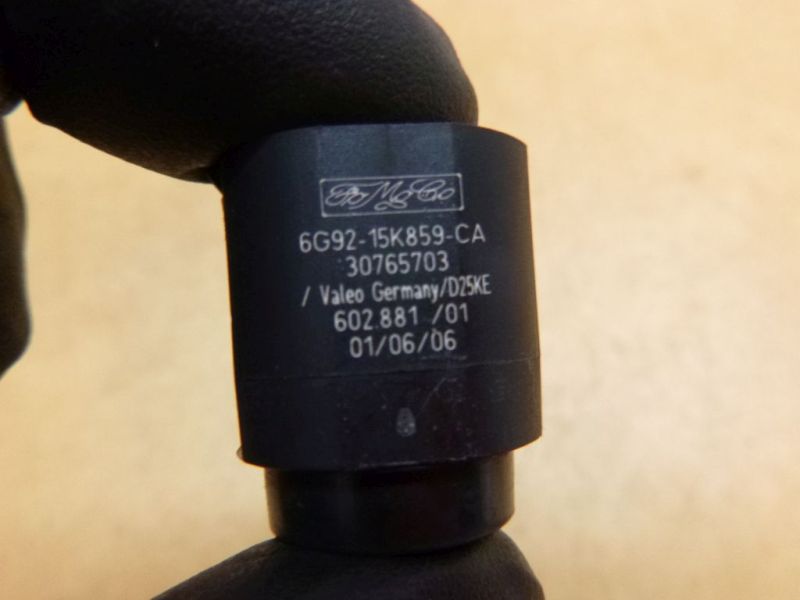 FoMoCo
6G92-15K859-CA
30765703
/ Valeo Germany/D25KE
602.881 /01
01/06/06